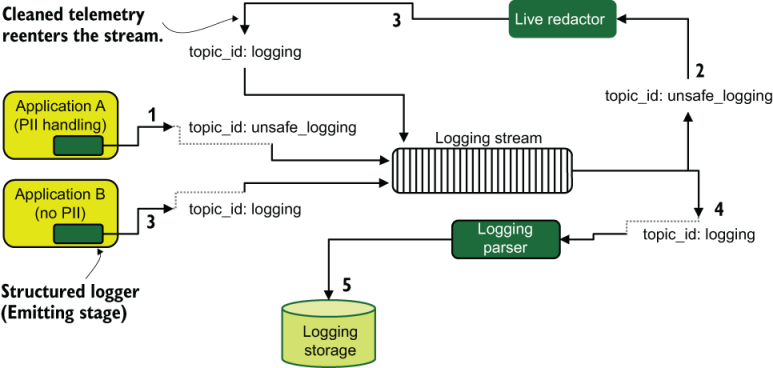 Cleaned telemetry
reenters the stream.
3
Live redactor
topic_id: logging
2
topic_id: unsafe_logging
Application A
(PII handling)
1
topic_id: unsafe_logging
Logging stream
Application B
(no PII)
3
topic_id: logging
4
topic_id: logging
Logging
parser
Structured logger
(Emitting stage)
5
Logging
storage